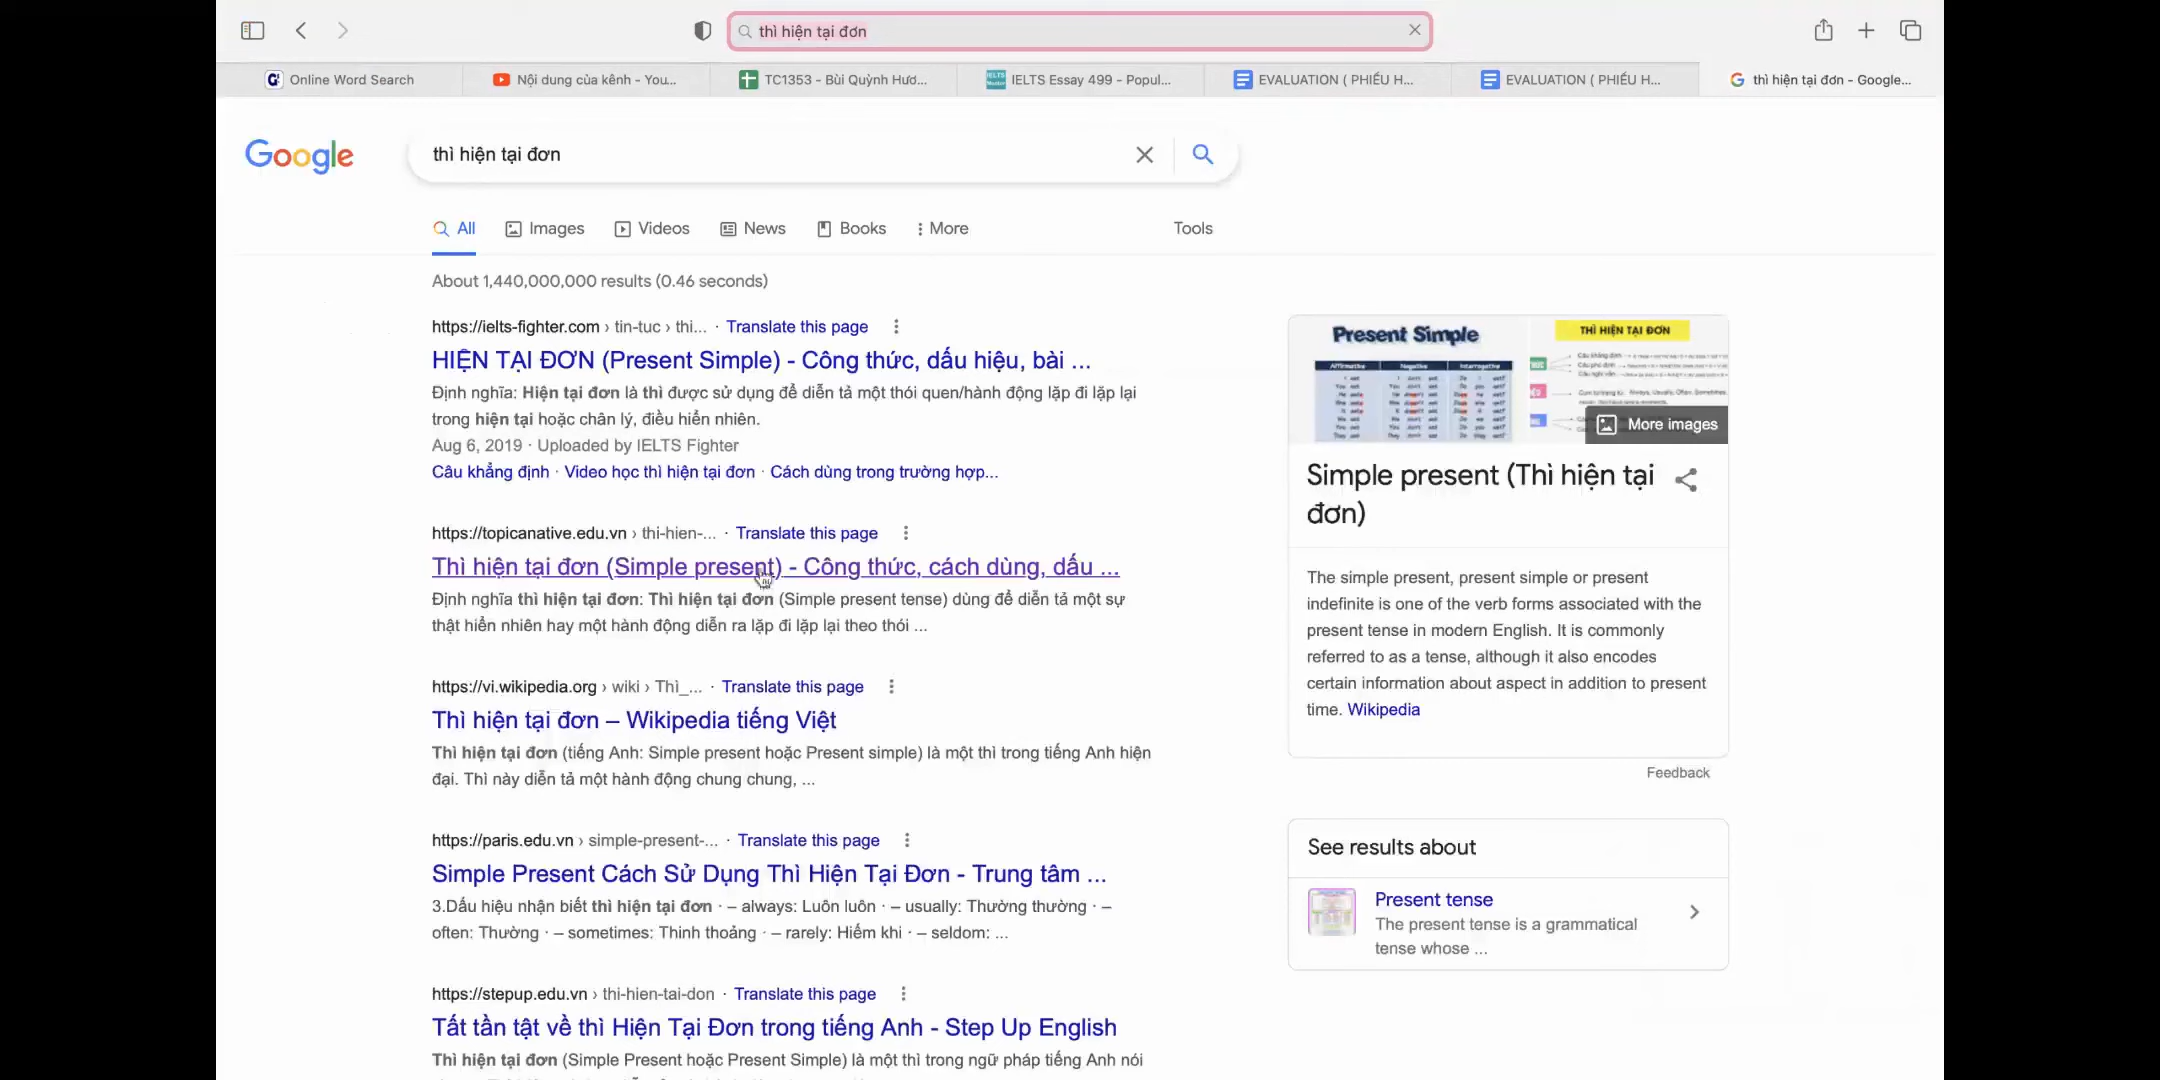 thì hiện tại đơn
Online Word Search
Nội dung của kênh - You...
TC1353 - Bùi Quỳnh Hươ...
IELTS Essay 499 - Popul...
EVALUATION ( PHIẾU H...
EVALUATION ( PHIẾU H...
thì hiện tại đơn - Google...
Google
thì hiện tại đơn
All
Images
Videos
News
Books
More
Tools
About 1,440,000,000 results (0.46 seconds)
https://ielts-fighter.com › tin-tuc › thi... · Translate this page
HIỆN TẠI ĐƠN (Present Simple) - Công thức, dấu hiệu, bài ...
Định nghĩa: Hiện tại đơn là thì được sử dụng để diễn tả một thói quen/hành động lặp đi lặp lại
trong hiện tại hoặc chân lý, điều hiển nhiên.
Aug 6, 2019 · Uploaded by IELTS Fighter
Câu khẳng định · Video học thì hiện tại đơn · Cách dùng trong trường hợp...
https://topicanative.edu.vn › thi-hien-... · Translate this page
Thì hiện tại đơn (Simple present) - Công thức, cách dùng, dấu ...
Định nghĩa thì hiện tại đơn: Thì hiện tại đơn (Simple present tense) dùng để diễn tả một sự
thật hiển nhiên hay một hành động diễn ra lặp đi lặp lại theo thói ...
https://vi.wikipedia.org › wiki › Thì_... · Translate this page
Thì hiện tại đơn – Wikipedia tiếng Việt
Thì hiện tại đơn (tiếng Anh: Simple present hoặc Present simple) là một thì trong tiếng Anh hiện
đại. Thì này diễn tả một hành động chung chung, ...
https://paris.edu.vn › simple-present-... · Translate this page
Simple Present Cách Sử Dụng Thì Hiện Tại Đơn - Trung tâm ...
3.Dấu hiệu nhận biết thì hiện tại đơn · – always: Luôn luôn · – usually: Thường thường · –
often: Thường · – sometimes: Thinh thoảng · – rarely: Hiếm khi · – seldom: ...
https://stepup.edu.vn › thi-hien-tai-don · Translate this page
Tất tần tật về thì Hiện Tại Đơn trong tiếng Anh - Step Up English
Thì hiện tại đơn (Simple Present hoặc Present Simple) là một thì trong ngữ pháp tiếng Anh nói
Present Simple
Affirmative Negative Interrogative
THÌ HIỆN TẠI ĐƠN
More images
Simple present (Thì hiện tại
đơn)
The simple present, present simple or present
indefinite is one of the verb forms associated with the
present tense in modern English. It is commonly
referred to as a tense, although it also encodes
certain information about aspect in addition to present
time. Wikipedia
Feedback
See results about
Present tense
The present tense is a grammatical
tense whose ...